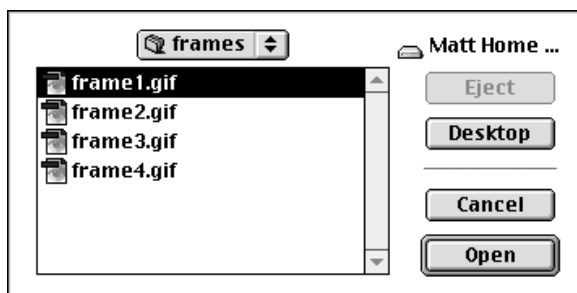 frames
Matt Home ...
frame1.gif
frame2.gif
frame3.gif
frame4.gif
Eject
Desktop
Cancel
Open